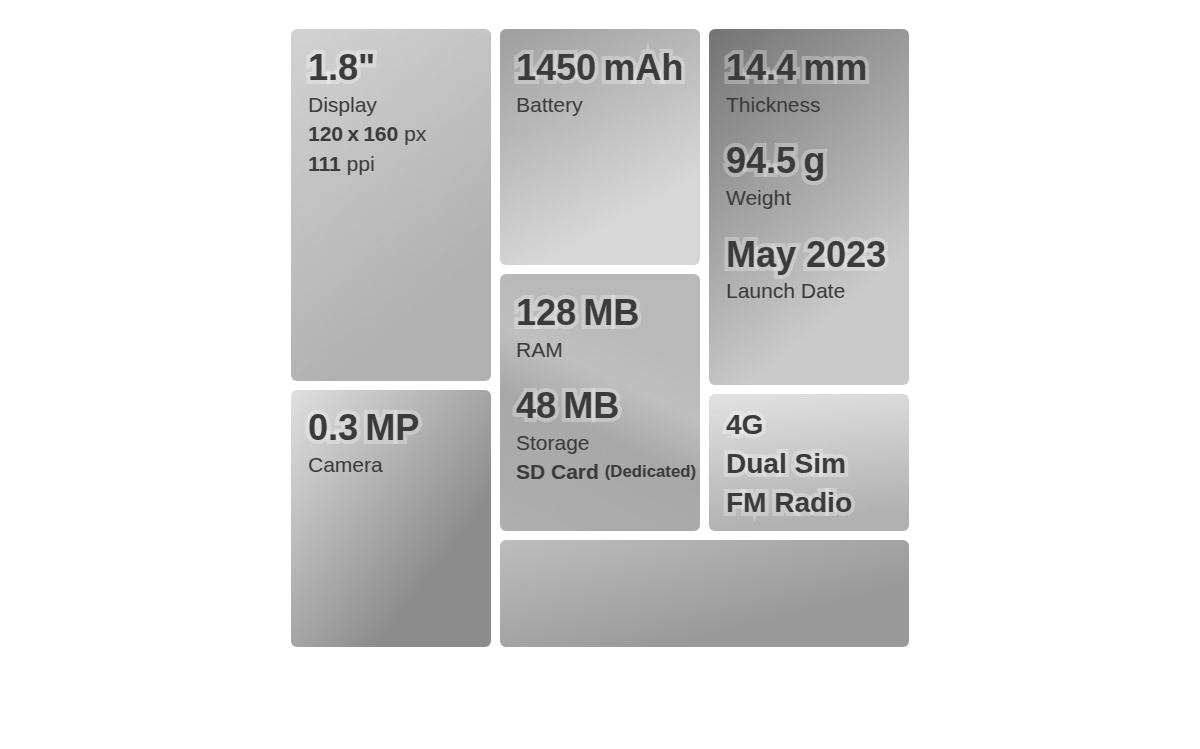 1.8"
Display
120 x 160 px
111 ppi
0.3 MP
Camera
1450 mAh
Battery
128 MB
RAM
48 MB
Storage
SD Card (Dedicated)
14.4 mm
Thickness
94.5 g
Weight
May 2023
Launch Date
4G
Dual Sim
FM Radio